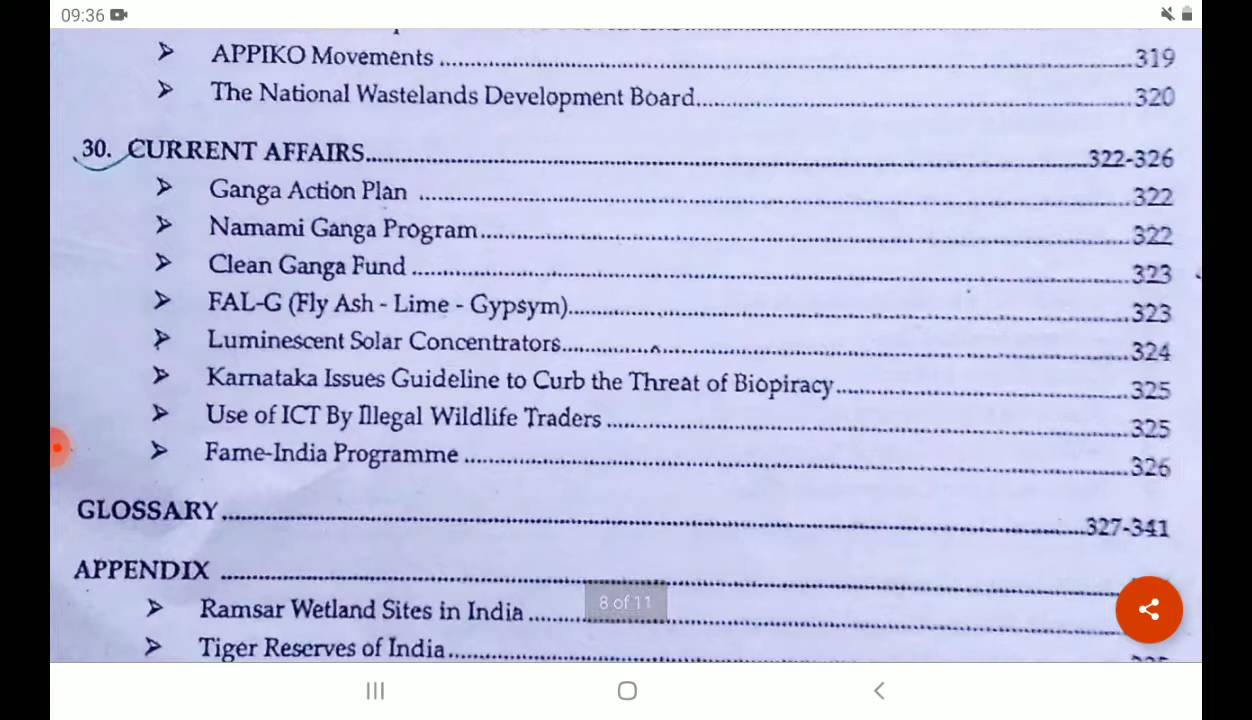 09:36
➤ APPIKO Movements ........ 319
➤ The National Wastelands Development Board........ 320
30. CURRENT AFFAIRS........ 322-326
➤ Ganga Action Plan ........ 322
➤ Namami Ganga Program........ 322
➤ Clean Ganga Fund ........ 323
➤ FAL-G (Fly Ash - Lime - Gypsym)........ 323
➤ Luminescent Solar Concentrators........ 324
➤ Karnataka Issues Guideline to Curb the Threat of Biopiracy........ 325
➤ Use of ICT By Illegal Wildlife Traders ........ 325
➤ Fame-India Programme ........ 326
GLOSSARY........ 327-341
APPENDIX ........
8 of 11
➤ Ramsar Wetland Sites in India ........
➤ Tiger Reserves of India........